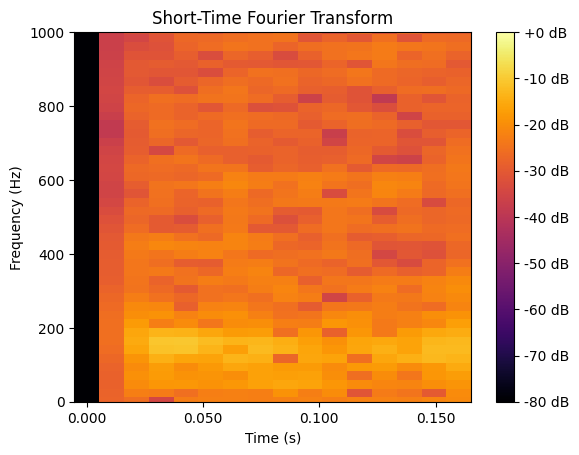 Short-Time Fourier Transform
1000
800
600
400
200
0
Frequency (Hz)
0.000
0.050
0.100
0.150
Time (s)
+0 dB
-10 dB
-20 dB
-30 dB
-40 dB
-50 dB
-60 dB
-70 dB
-80 dB